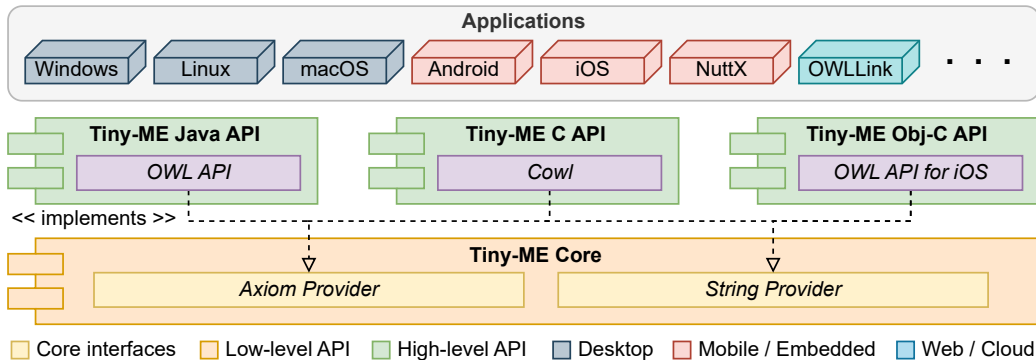 Applications
Windows Linux macOS Android iOS NuttX OWLLink . . .
Tiny-ME Java API Tiny-ME C API Tiny-ME Obj-C API
OWL API Cowl OWL API for iOS
<< implements >>
Tiny-ME Core
Axiom Provider String Provider
Core interfaces Low-level API High-level API Desktop Mobile / Embedded Web / Cloud